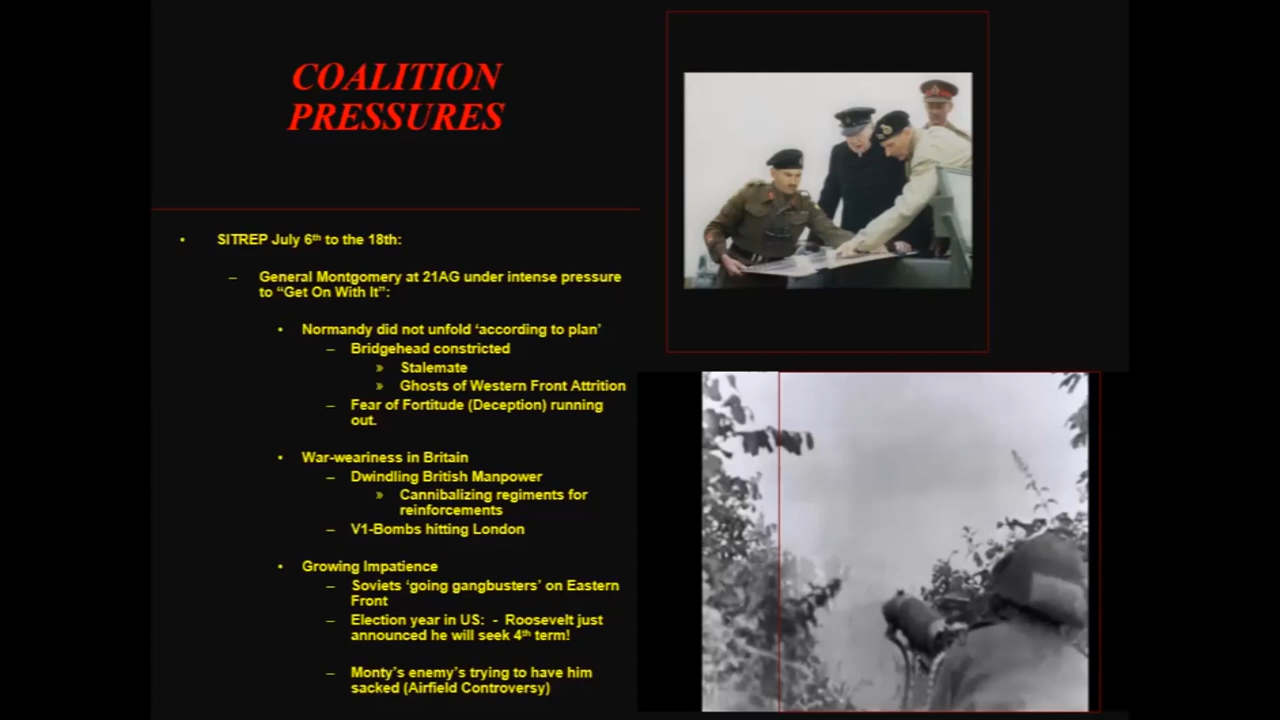 COALITION
PRESSURES
• SITREP July 6th to the 18th:
– General Montgomery at 21AG under intense pressure
to “Get On With It”:
• Normandy did not unfold ‘according to plan’
– Bridgehead constricted
» Stalemate
» Ghosts of Western Front Attrition
– Fear of Fortitude (Deception) running
out.
• War-weariness in Britain
– Dwindling British Manpower
» Cannibalizing regiments for
reinforcements
– V1-Bombs hitting London
• Growing Impatience
– Soviets ‘going gangbusters’ on Eastern
Front
– Election year in US: - Roosevelt just
announced he will seek 4th term!
– Monty’s enemy’s trying to have him
sacked (Airfield Controversy)